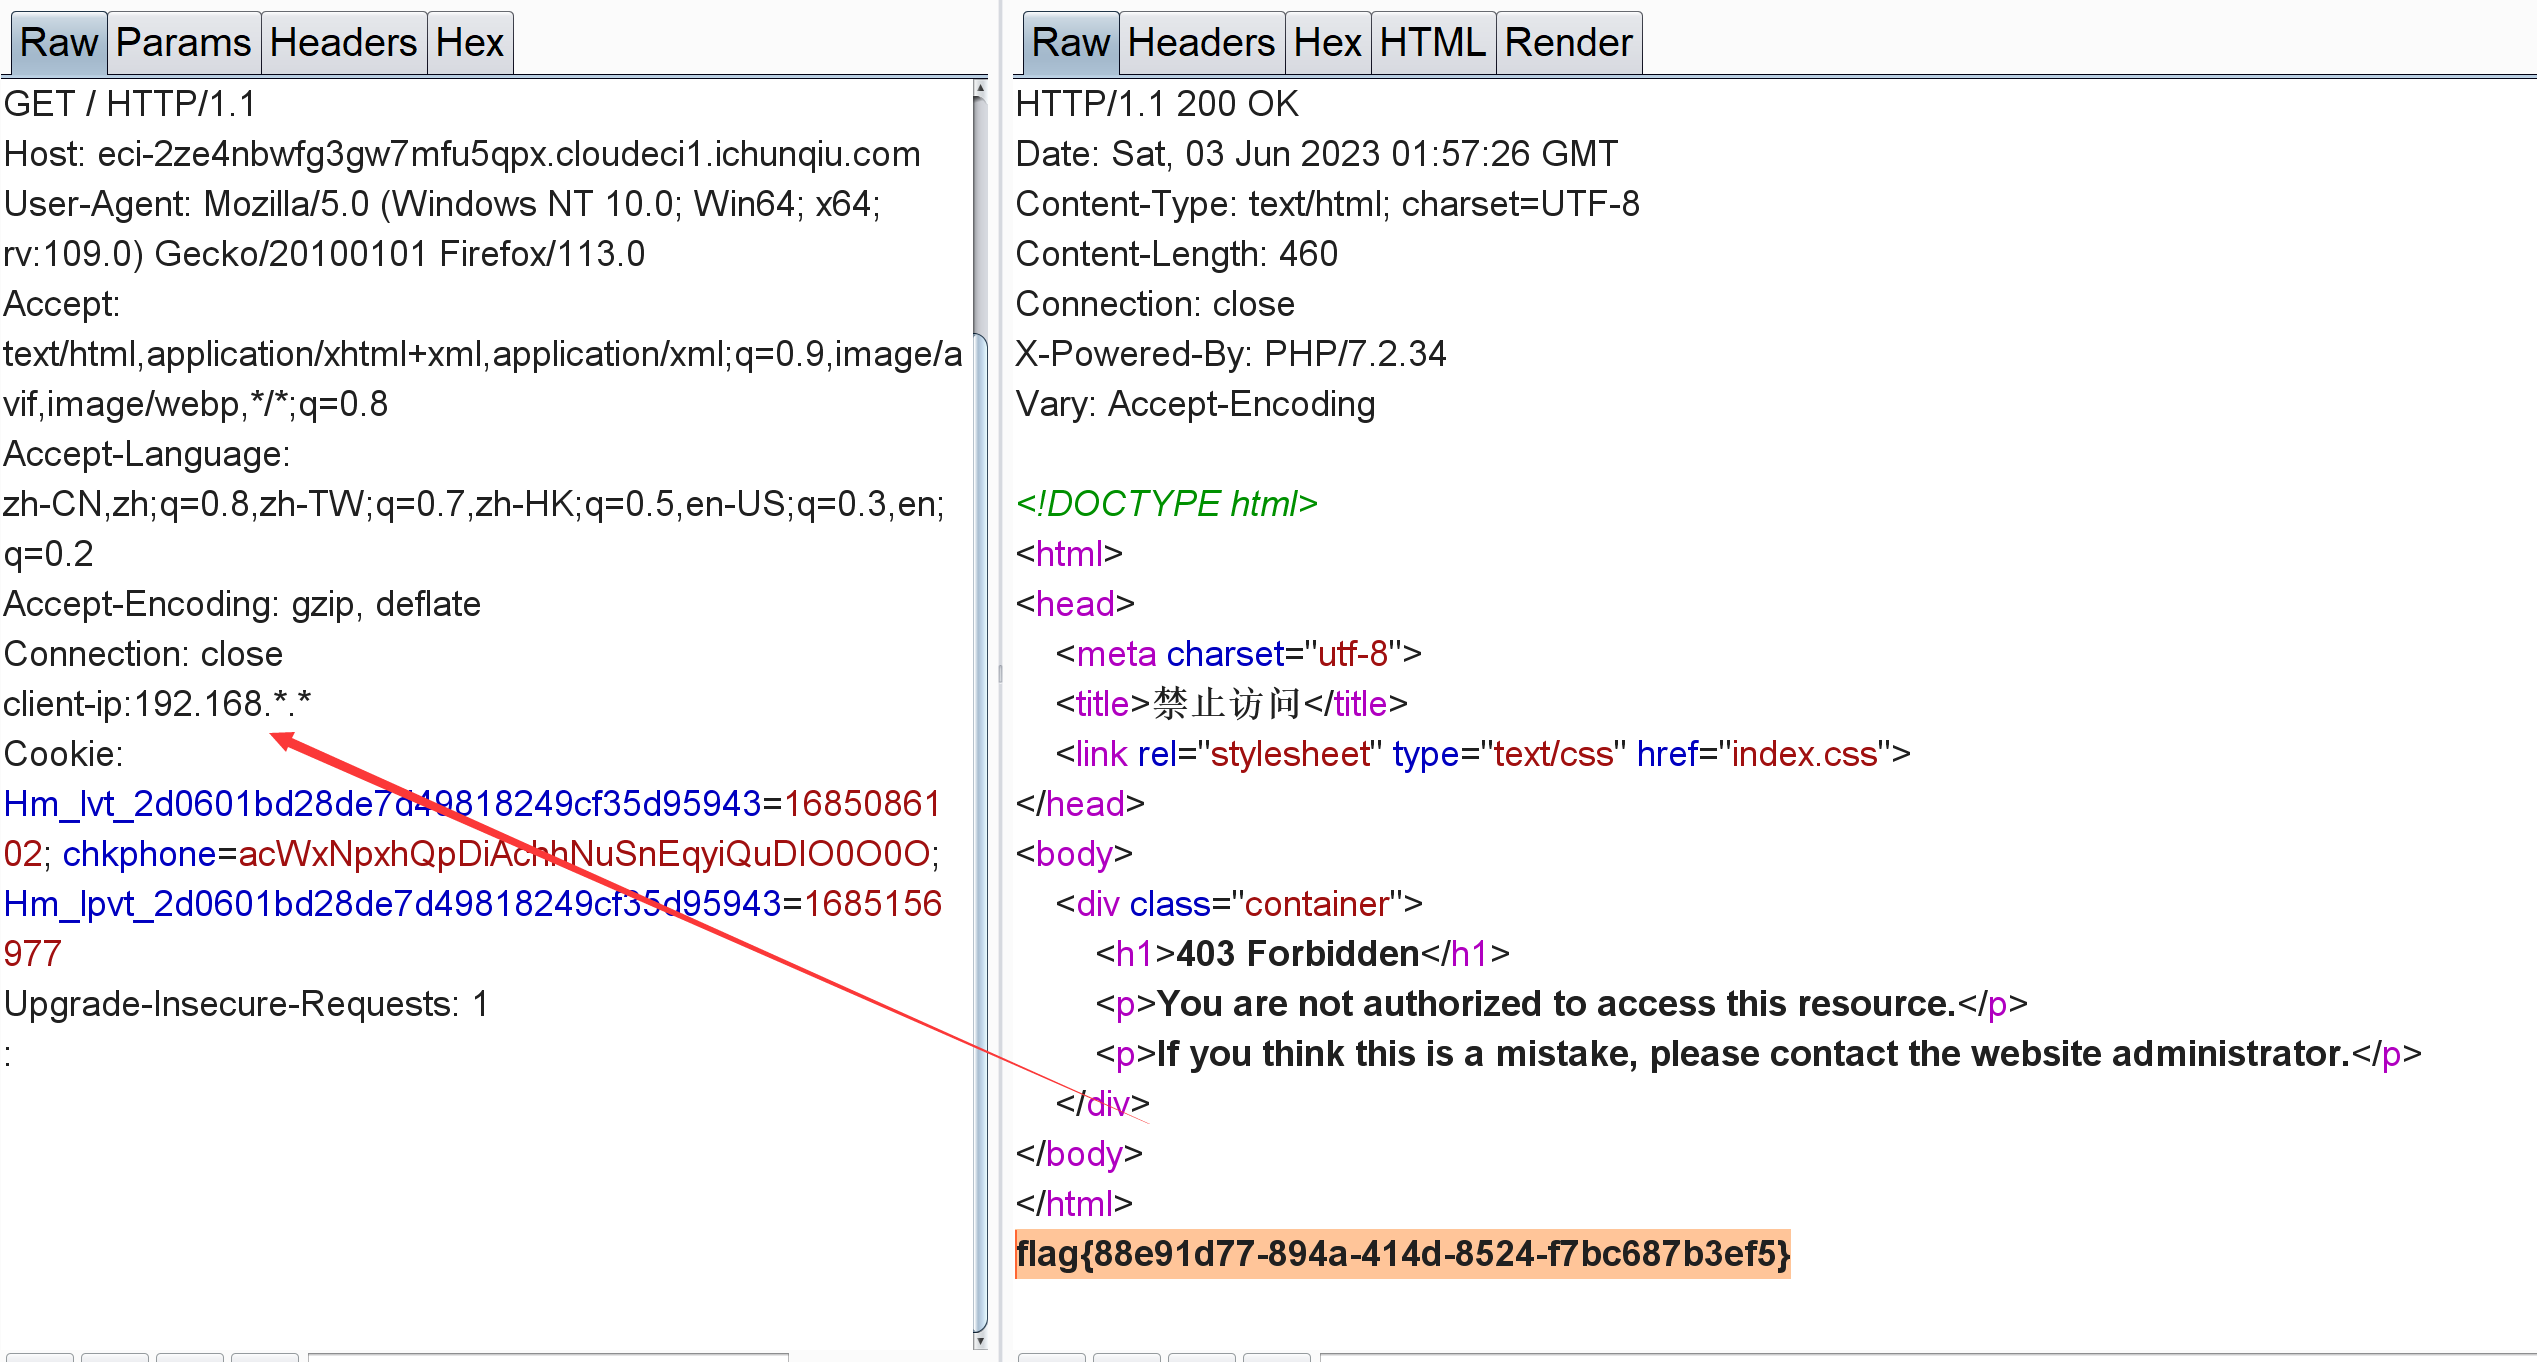 Raw Params Headers Hex
GET / HTTP/1.1
Host: eci-2ze4nbwfg3gw7mfu5qpx.cloudeci1.ichunqiu.com
User-Agent: Mozilla/5.0 (Windows NT 10.0; Win64; x64;
rv:109.0) Gecko/20100101 Firefox/113.0
Accept:
text/html,application/xhtml+xml,application/xml;q=0.9,image/a
vif,image/webp,*/*;q=0.8
Accept-Language:
zh-CN,zh;q=0.8,zh-TW;q=0.7,zh-HK;q=0.5,en-US;q=0.3,en;
q=0.2
Accept-Encoding: gzip, deflate
Connection: close
client-ip:192.168.*.*
Cookie:
Hm_lvt_2d0601bd28de7d49818249cf35d95943=16850861
02; chkphone=acWxNpxhQpDiAchhNuSnEqyiQuDIO0O0O;
Hm_lpvt_2d0601bd28de7d49818249cf35d95943=1685156
977
Upgrade-Insecure-Requests: 1
:
Raw Headers Hex HTML Render
HTTP/1.1 200 OK
Date: Sat, 03 Jun 2023 01:57:26 GMT
Content-Type: text/html; charset=UTF-8
Content-Length: 460
Connection: close
X-Powered-By: PHP/7.2.34
Vary: Accept-Encoding
<!DOCTYPE html>
<html>
<head>
<meta charset="utf-8">
<title>禁止访问</title>
<link rel="stylesheet" type="text/css" href="index.css">
</head>
<body>
<div class="container">
<h1>403 Forbidden</h1>
<p>You are not authorized to access this resource.</p>
<p>If you think this is a mistake, please contact the website administrator.</p>
</div>
</body>
</html>
flag{88e91d77-894a-414d-8524-f7bc687b3ef5}